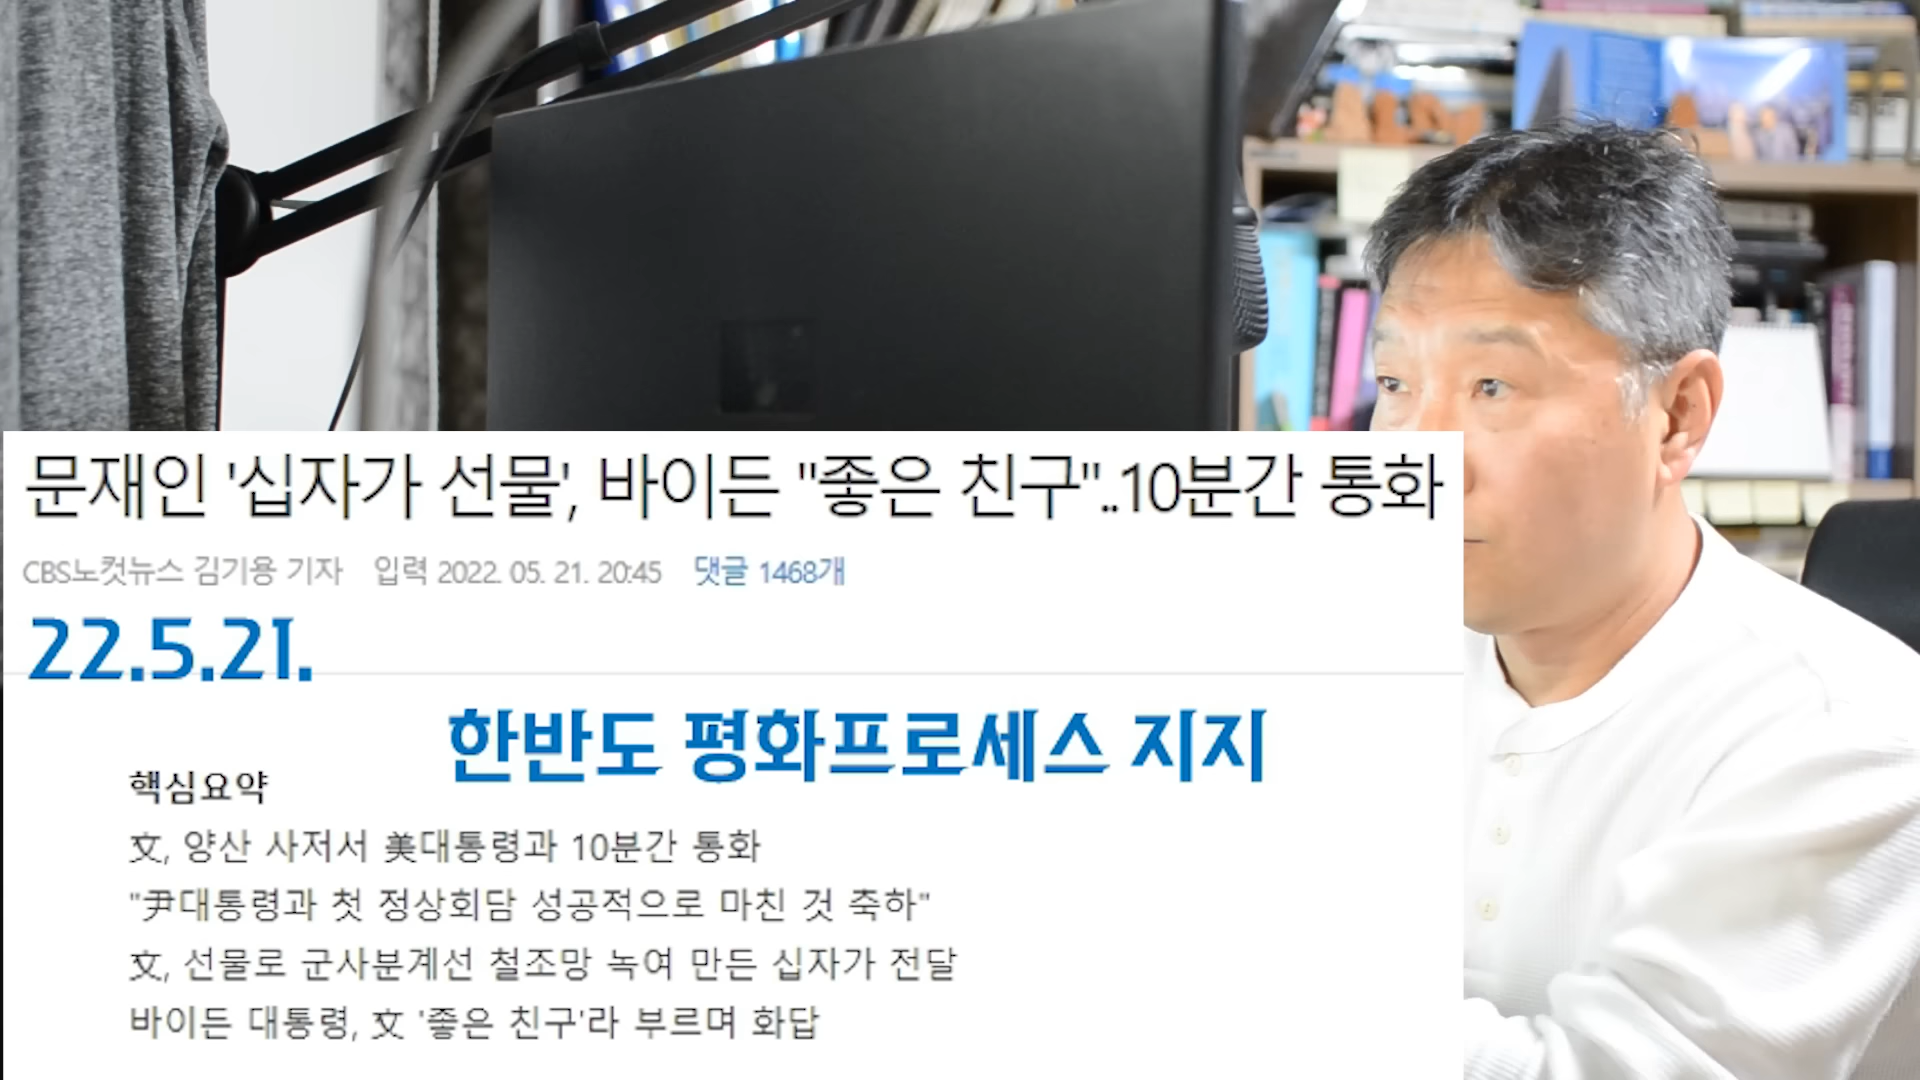 문재인 '십자가 선물', 바이든 "좋은 친구"..10분간 통화
CBS노컷뉴스 김기용 기자 입력 2022. 05. 21. 20:45 댓글 1468개
22.5.21.
한반도 평화프로세스 지지
핵심요약
文, 양산 사저서 美대통령과 10분간 통화
"尹대통령과 첫 정상회담 성공적으로 마친 것 축하"
文, 선물로 군사분계선 철조망 녹여 만든 십자가 전달
바이든 대통령, 文 '좋은 친구'라 부르며 화답